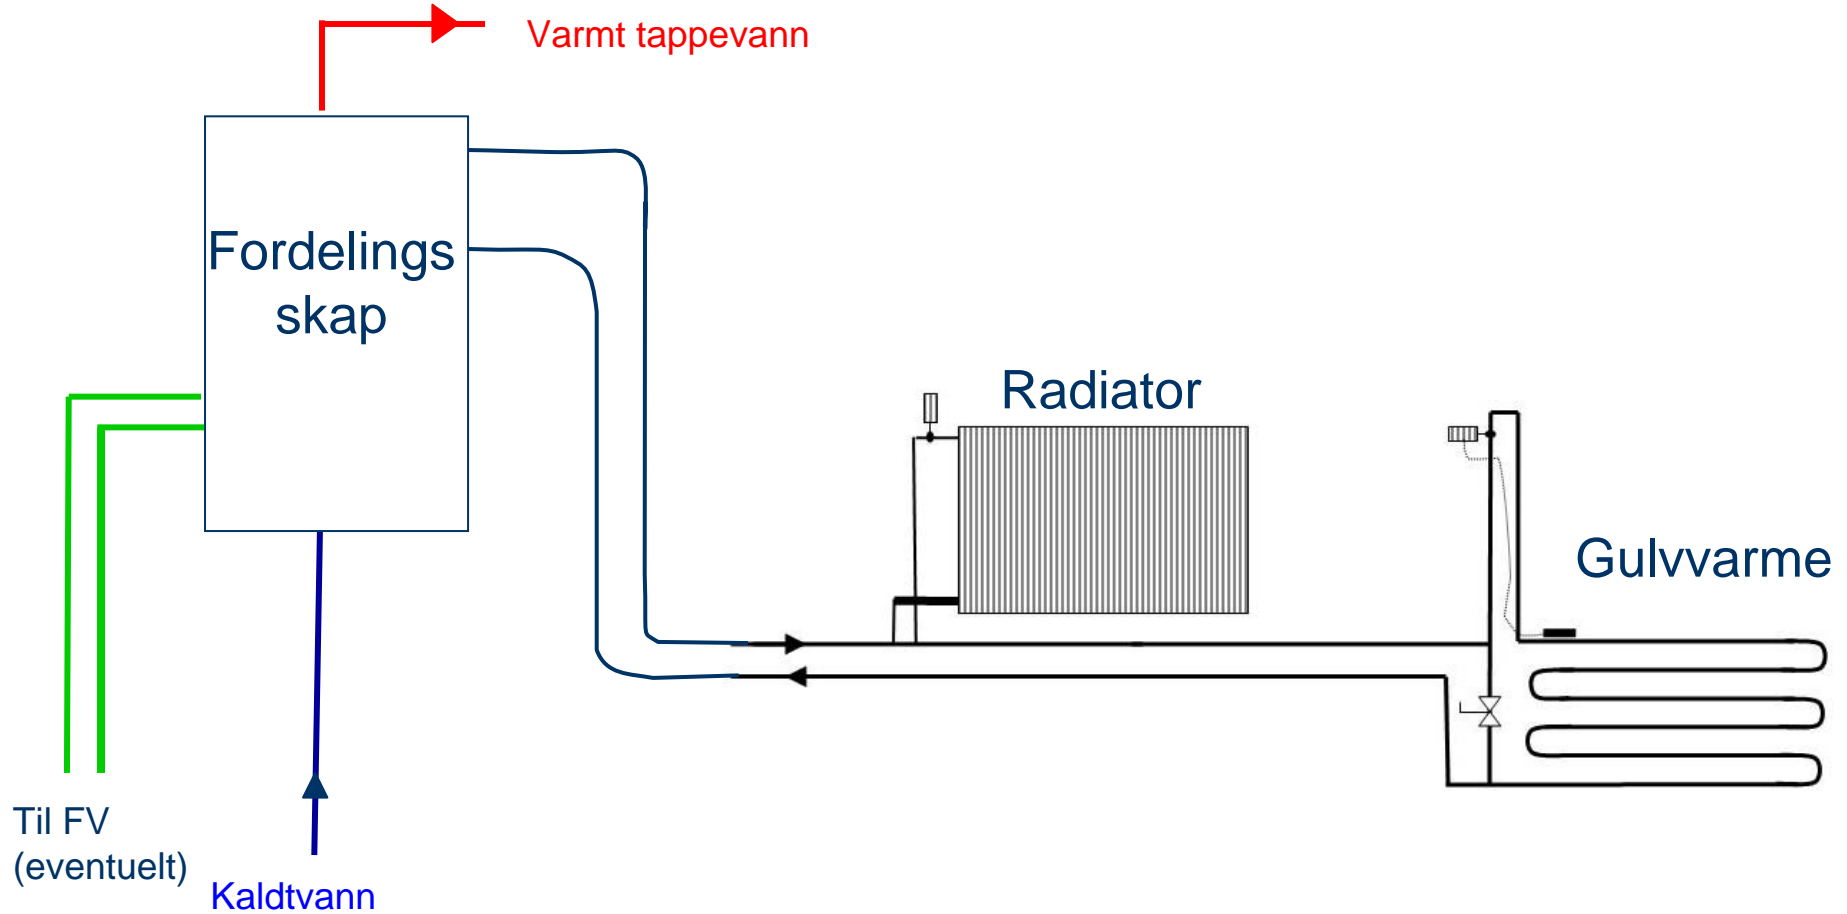 Varmt tappevann
Fordelings
skap
Radiator
Gulvvarme
Til FV
(eventuelt)
Kaldtvann